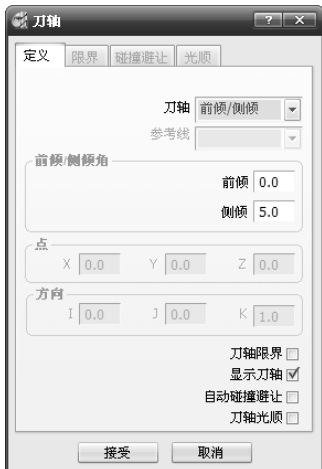 刀轴
定义 限界 碰撞避让 光顺
刀轴 前倾/侧倾
参考线
前倾/侧倾角
前倾 0.0
侧倾 5.0
点
X 0.0 Y 0.0 Z 0.0
方向
I 0.0 J 0.0 K 1.0
刀轴限界
显示刀轴
自动碰撞避让
刀轴光顺
接受 取消